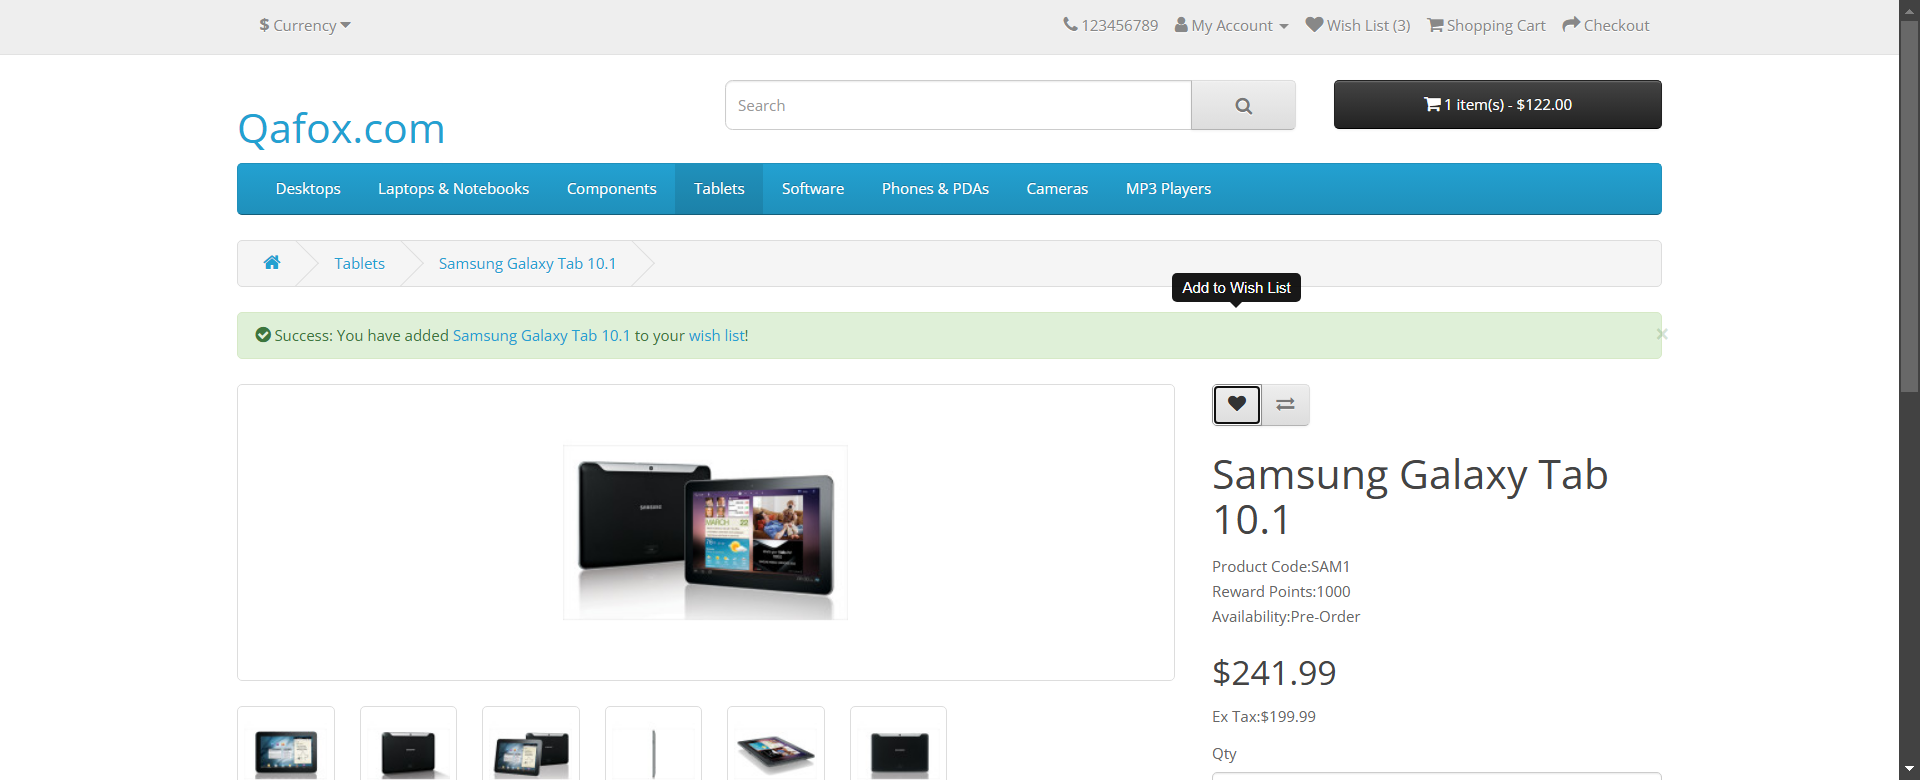 $ Currency
123456789 My Account Wish List (3) Shopping Cart Checkout
Qafox.com
Search
1 item(s) - $122.00
Desktops Laptops & Notebooks Components Tablets Software Phones & PDAs Cameras MP3 Players
Tablets Samsung Galaxy Tab 10.1
Add to Wish List
Success: You have added Samsung Galaxy Tab 10.1 to your wish list!
×
SAMSUNG
MARCH 22
Samsung Galaxy Tab
10.1
Product Code:SAM1
Reward Points:1000
Availability:Pre-Order
$241.99
Ex Tax:$199.99
Qty